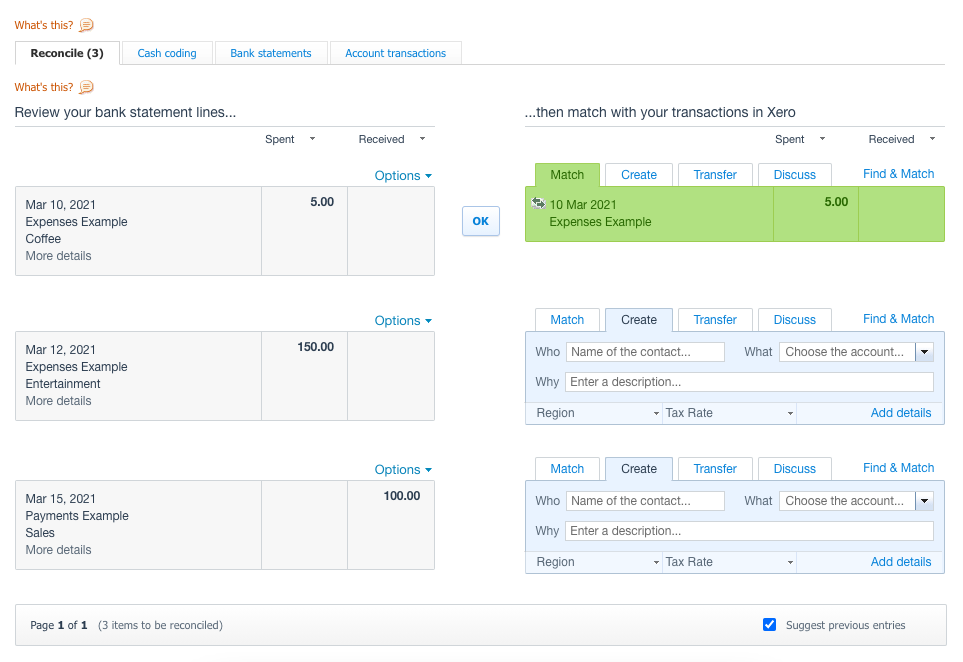 What's this?
Reconcile (3) Cash coding Bank statements Account transactions
What's this?
Review your bank statement lines... ...then match with your transactions in Xero
Spent Received Spent Received
Options Match Create Transfer Discuss Find & Match
Mar 10, 2021 5.00 OK 10 Mar 2021 5.00
Expenses Example Expenses Example
Coffee
More details
Options Match Create Transfer Discuss Find & Match
Mar 12, 2021 150.00 Who Name of the contact... What Choose the account...
Expenses Example
Entertainment Why Enter a description...
More details
Region Tax Rate Add details
Options Match Create Transfer Discuss Find & Match
Mar 15, 2021 100.00 Who Name of the contact... What Choose the account...
Payments Example
Sales Why Enter a description...
More details
Region Tax Rate Add details
Page 1 of 1 (3 items to be reconciled) Suggest previous entries